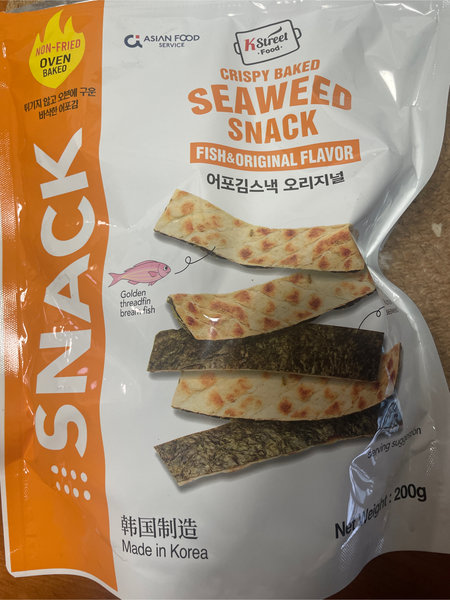 NON-FRIED
OVEN
BAKED
튀기지 않고 오븐에 구운
바삭한 어포김
ASIAN FOOD
SERVICE
K Street
Food
CRISPY BAKED
SEAWEED
SNACK
FISH&ORIGINAL FLAVOR
어포김스낵 오리지널
SNACK
Golden
threadfin
bream fish
Serving suggestion
韩国制造
Made in Korea
Net Weight : 200g